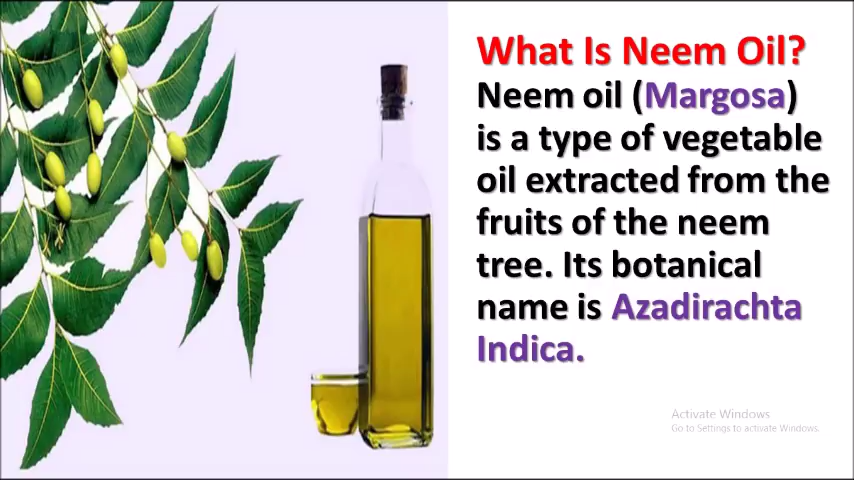 What Is Neem Oil?
Neem oil (Margosa)
is a type of vegetable
oil extracted from the
fruits of the neem
tree. Its botanical
name is Azadirachta
Indica.
Activate Windows
Go to Settings to activate Windows.